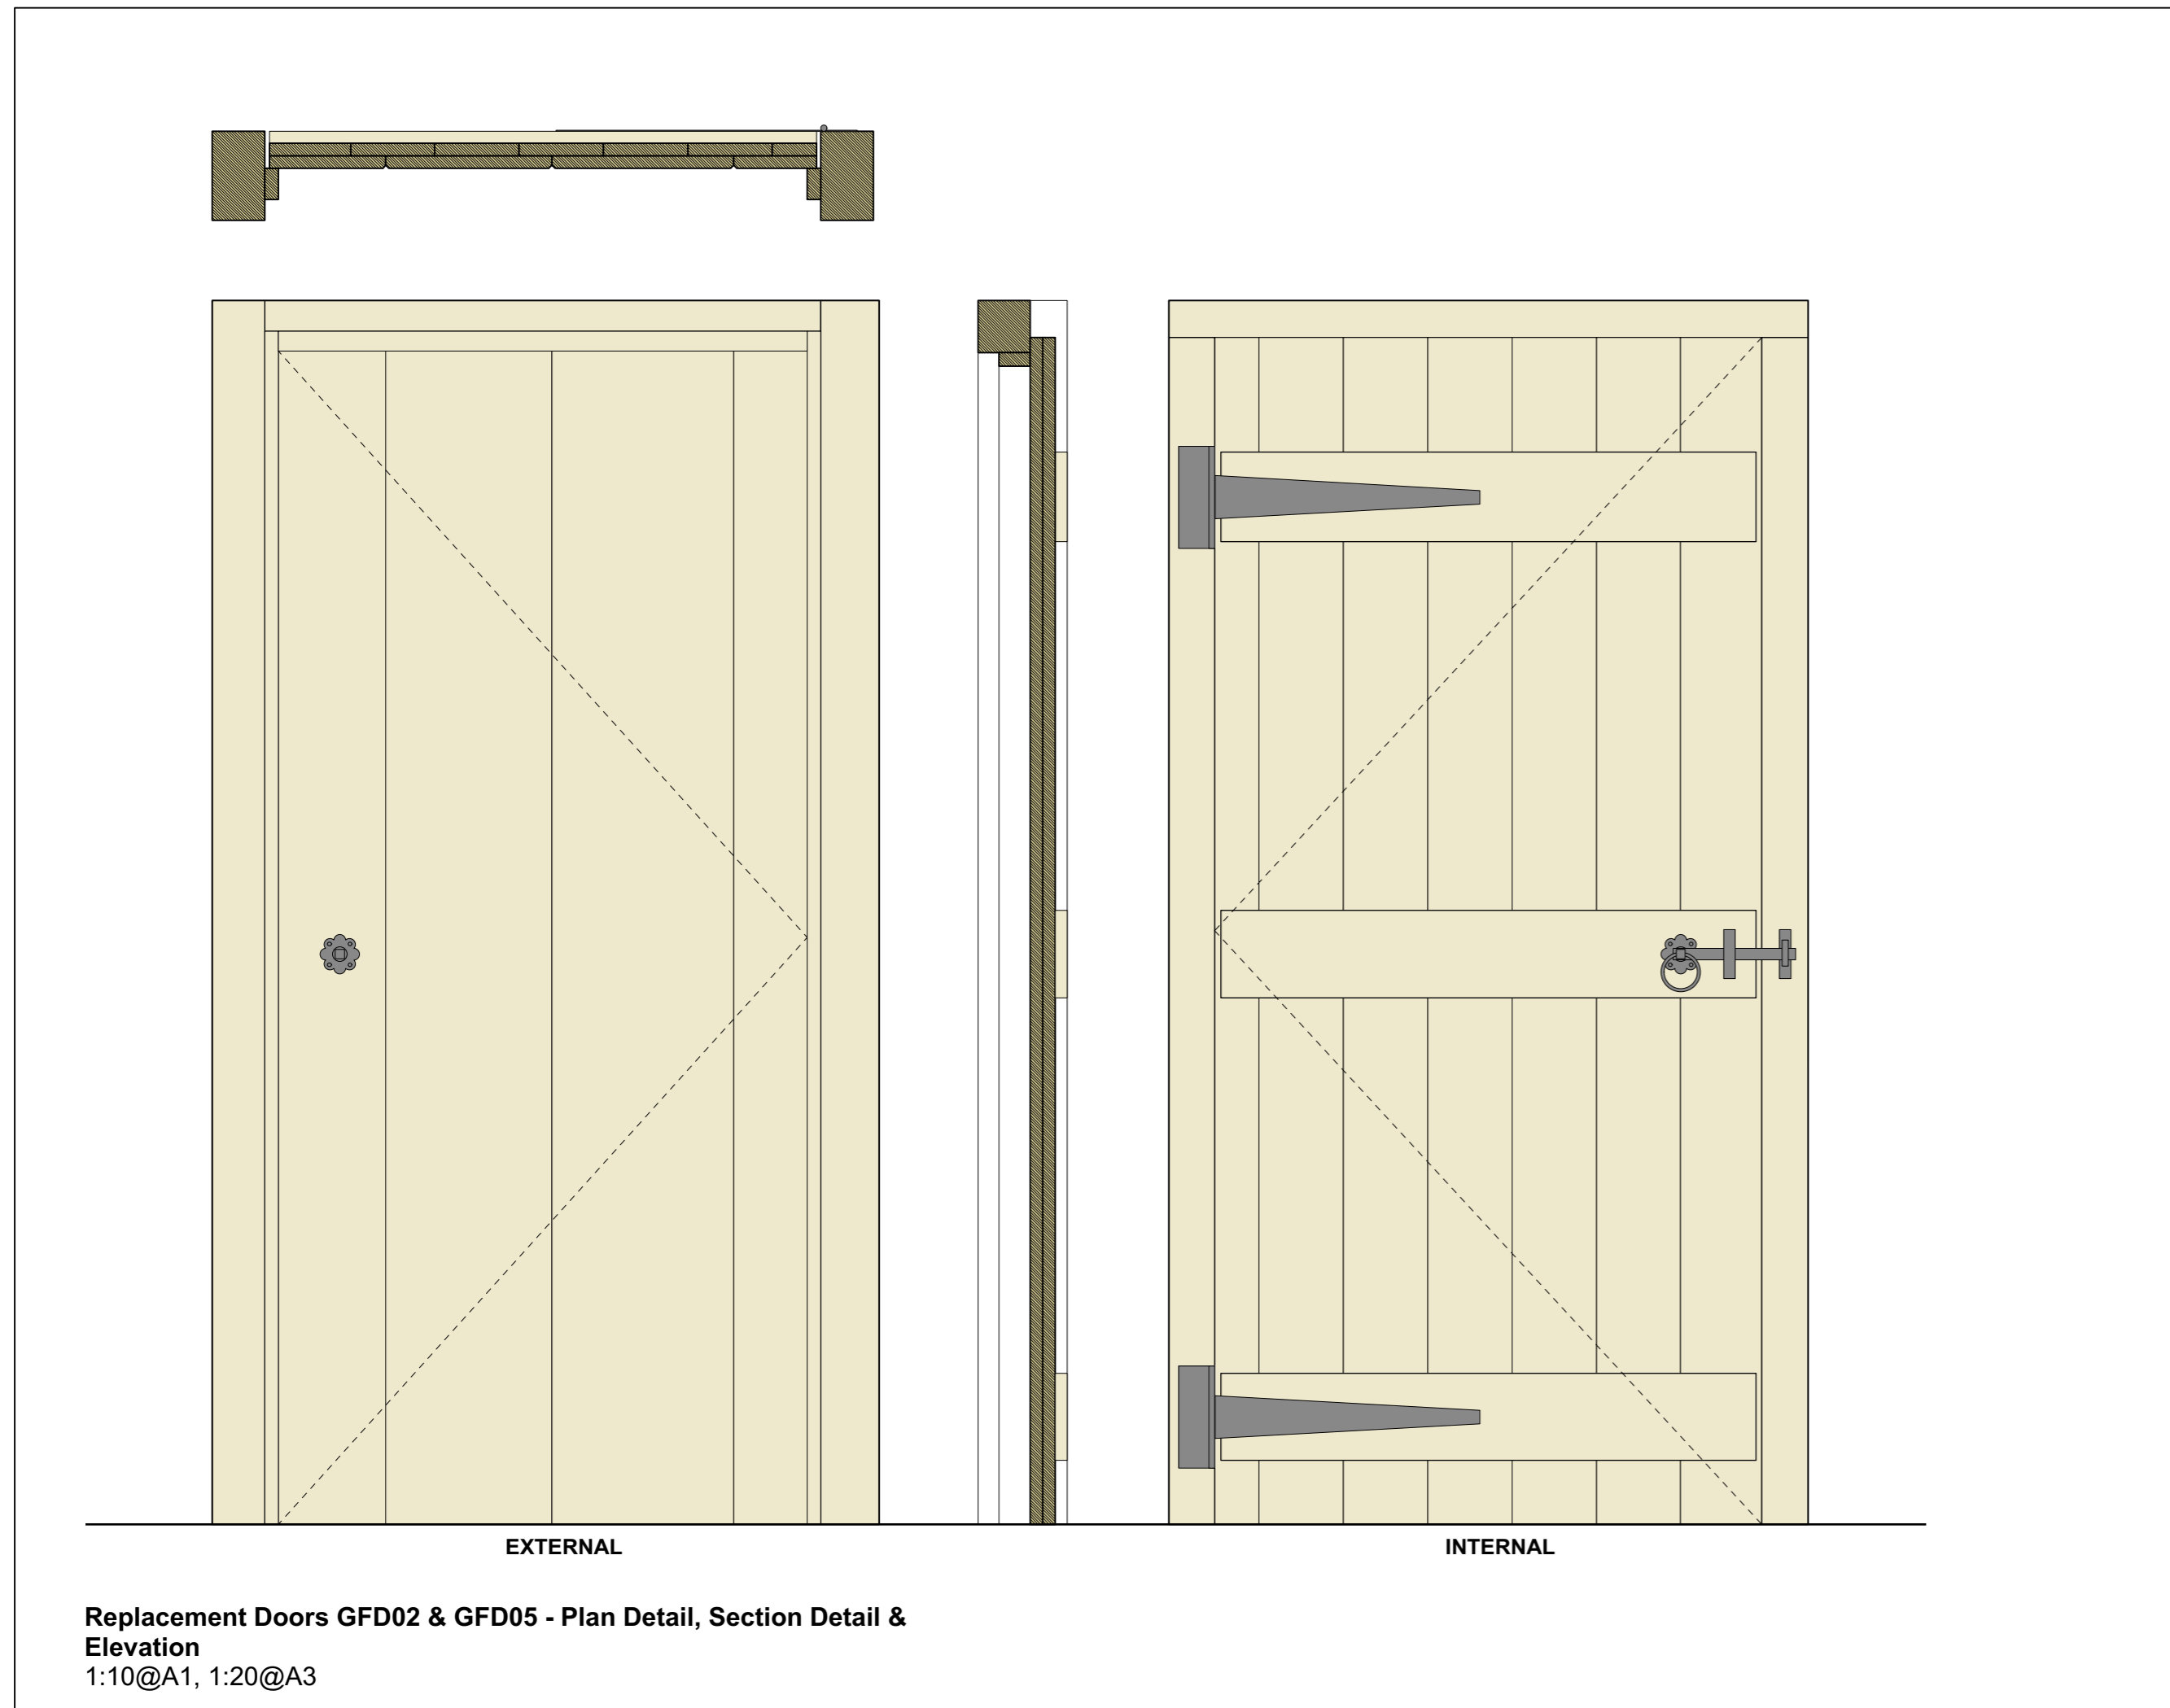 EXTERNAL
INTERNAL
Replacement Doors GFD02 & GFD05 - Plan Detail, Section Detail &
Elevation
1:10@A1, 1:20@A3